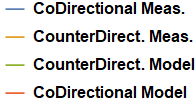 CoDirectional Meas.
CounterDirect. Meas.
CounterDirect. Model
CoDirectional Model